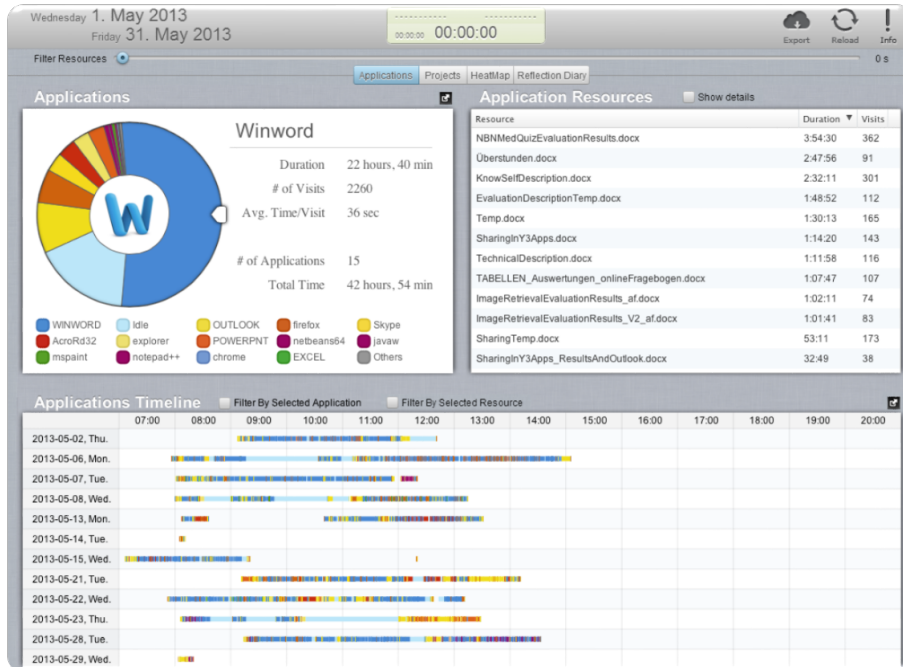 Wednesday 1. May 2013
Friday 31. May 2013
00:00:00 00:00:00
Export Reload Info
Filter Resources 0 s
Applications Projects HeatMap Reflection Diary
Applications
Winword
Duration 22 hours, 40 min
# of Visits 2260
Avg. Time/Visit 36 sec
# of Applications 15
Total Time 42 hours, 54 min
WINWORD Idle OUTLOOK firefox Skype
AcroRd32 explorer POWERPNT netbeans64 javaw
mspaint notepad++ chrome EXCEL Others
Application Resources Show details
Resource Duration Visits
NBNMedQuizEvaluationResults.docx 3:54:30 362
Überstunden.docx 2:47:56 91
KnowSelfDescription.docx 2:32:11 301
EvaluationDescriptionTemp.docx 1:48:52 112
Temp.docx 1:30:13 165
SharingInY3Apps.docx 1:14:20 143
TechnicalDescription.docx 1:11:58 116
TABELLEN_Auswertungen_onlineFragebogen.docx 1:07:47 107
ImageRetrievalEvaluationResults_af.docx 1:02:11 74
ImageRetrievalEvaluationResults_V2_af.docx 1:01:41 83
SharingTemp.docx 53:11 173
SharingInY3Apps_ResultsAndOutlook.docx 32:49 38
Applications Timeline Filter By Selected Application Filter By Selected Resource
07:00 08:00 09:00 10:00 11:00 12:00 13:00 14:00 15:00 16:00 17:00 18:00 19:00 20:00
2013-05-02, Thu.
2013-05-06, Mon.
2013-05-07, Tue.
2013-05-08, Wed.
2013-05-13, Mon.
2013-05-14, Tue.
2013-05-15, Wed.
2013-05-21, Tue.
2013-05-22, Wed.
2013-05-23, Thu.
2013-05-28, Tue.
2013-05-29, Wed.